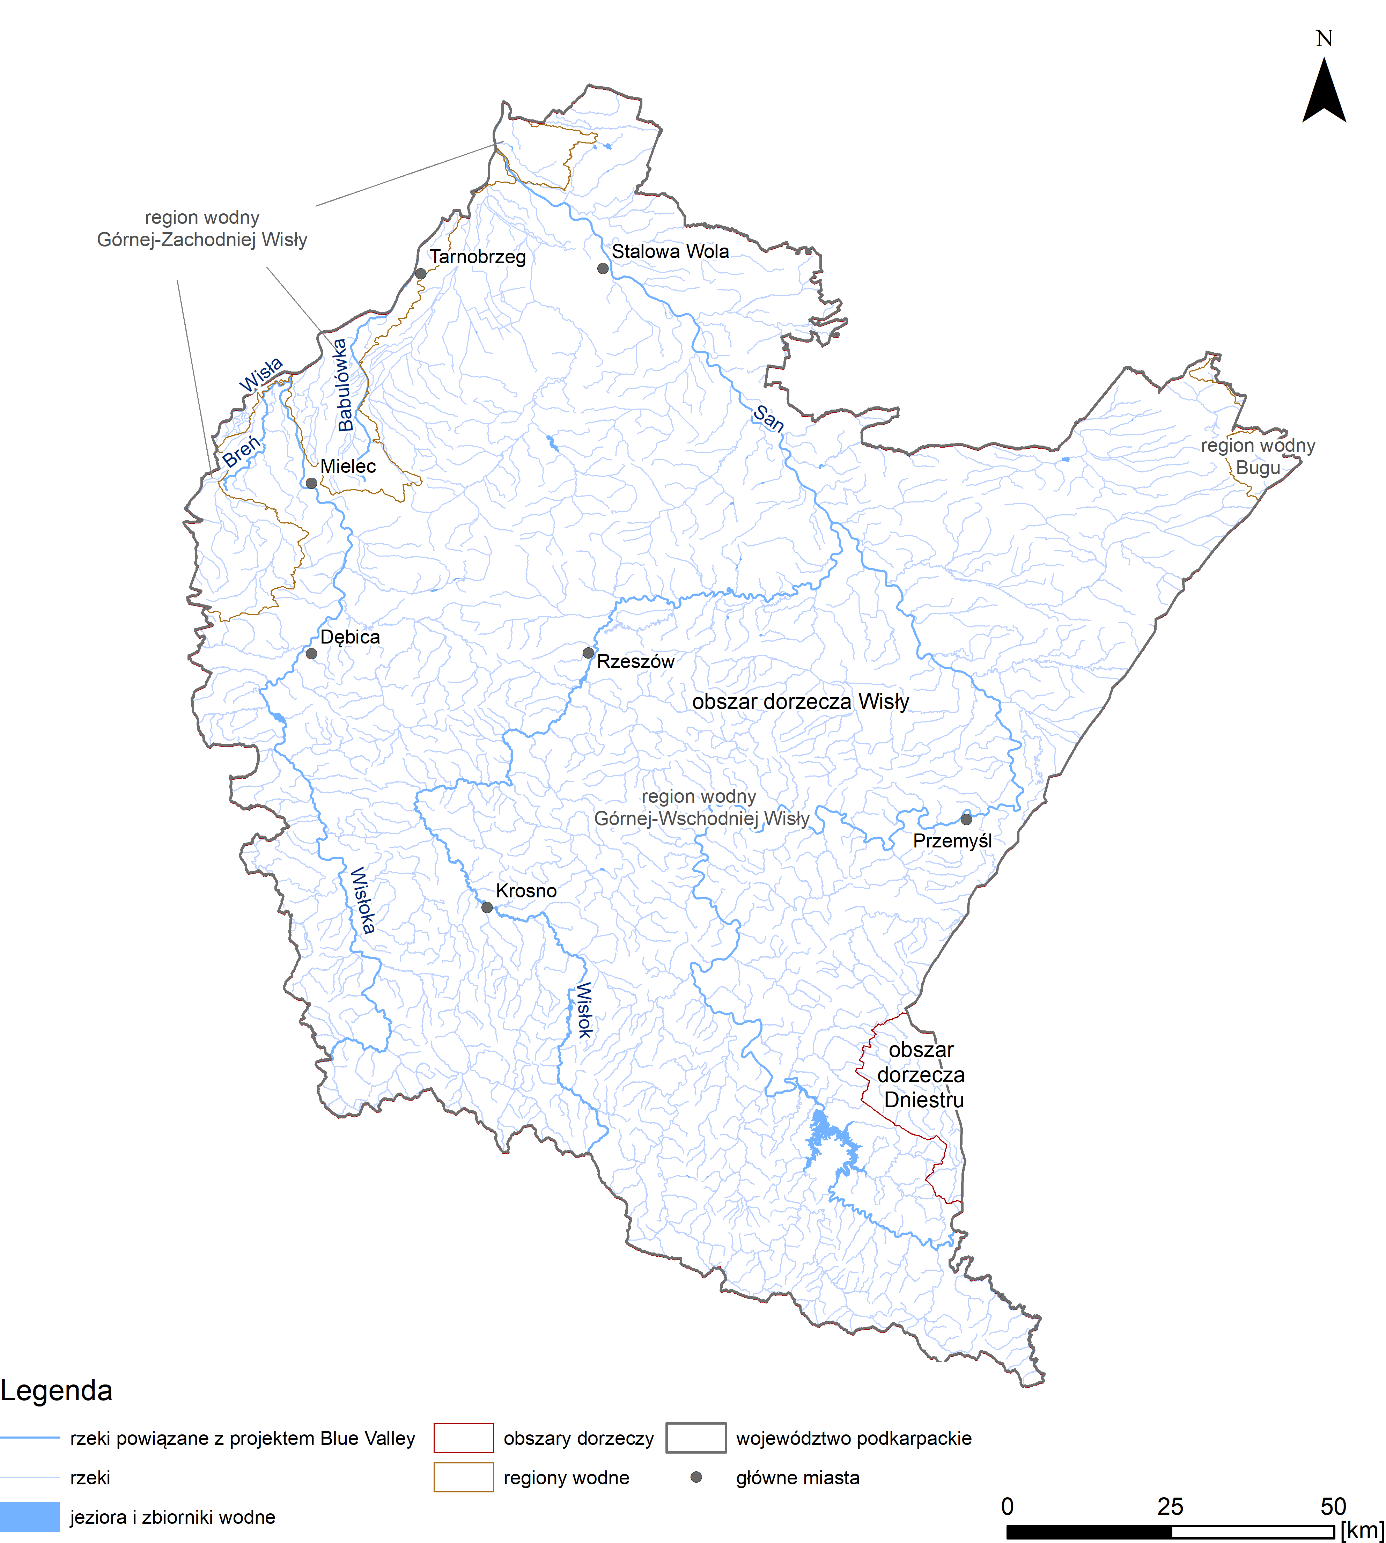 N
region wodny
Górnej-Zachodniej Wisły
Tarnobrzeg
Stalowa Wola
Wisła
Babulówka
San
Breń
Mielec
region wodny
Bugu
Dębica
Rzeszów
obszar dorzecza Wisły
region wodny
Górnej-Wschodniej Wisły
Przemyśl
Krosno
Wisłoka
Wisłok
obszar
dorzecza
Dniestru
Legenda
rzeki powiązane z projektem Blue Valley
obszary dorzeczy
województwo podkarpackie
rzeki
regiony wodne
główne miasta
jeziora i zbiorniki wodne
0 25 50
[km]